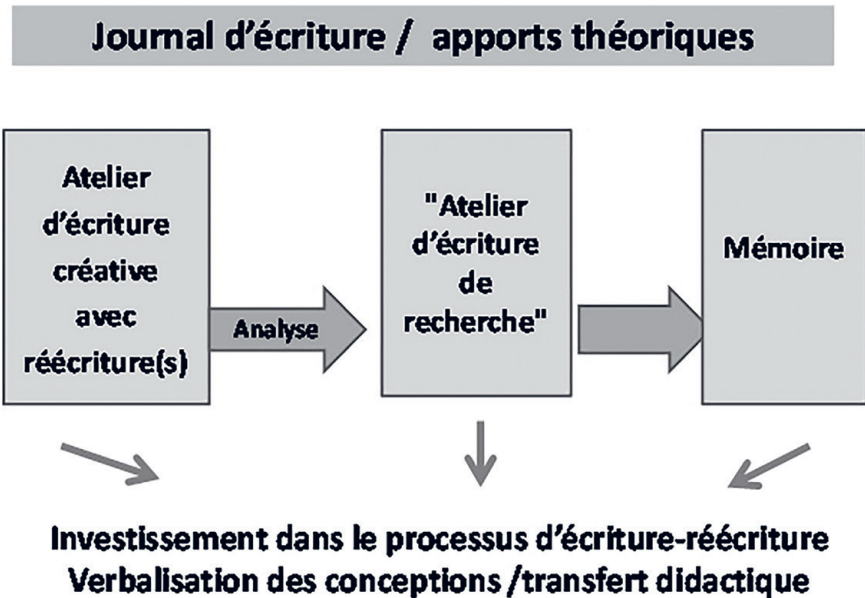 Journal d'écriture / apports théoriques
Atelier
d'écriture
créative
avec
réécriture(s)
Analyse
"Atelier
d'écriture
de
recherche"
Mémoire
Investissement dans le processus d'écriture-réécriture
Verbalisation des conceptions /transfert didactique